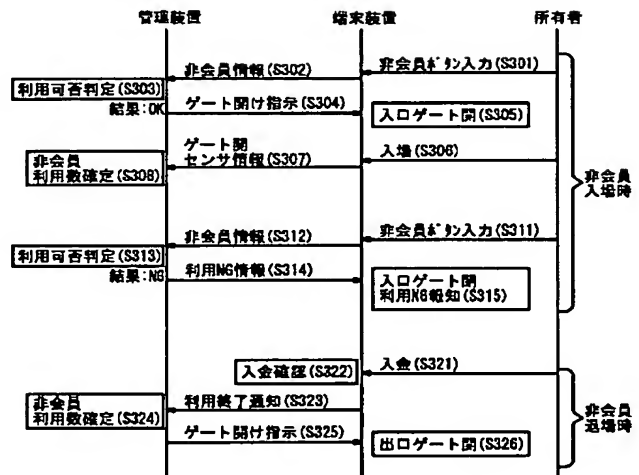 管理装置
端末装置
所有者
非会員情報(S302)
非会員ボタン入力(S301)
利用可否判定(S303)
結果:OK
ゲート開け指示(S304)
入口ゲート開(S305)
ゲート開
センサ情報(S307)
入場(S306)
非会員
利用数確定(S308)
非会員
入場時
非会員情報(S312)
非会員ボタン入力(S311)
利用可否判定(S313)
結果:NG
利用NG情報(S314)
入口ゲート閉
利用NG報知(S315)
入金(S321)
入金確認(S322)
利用終了通知(S323)
非会員
利用数確定(S324)
非会員
退場時
ゲート開け指示(S325)
出口ゲート開(S326)